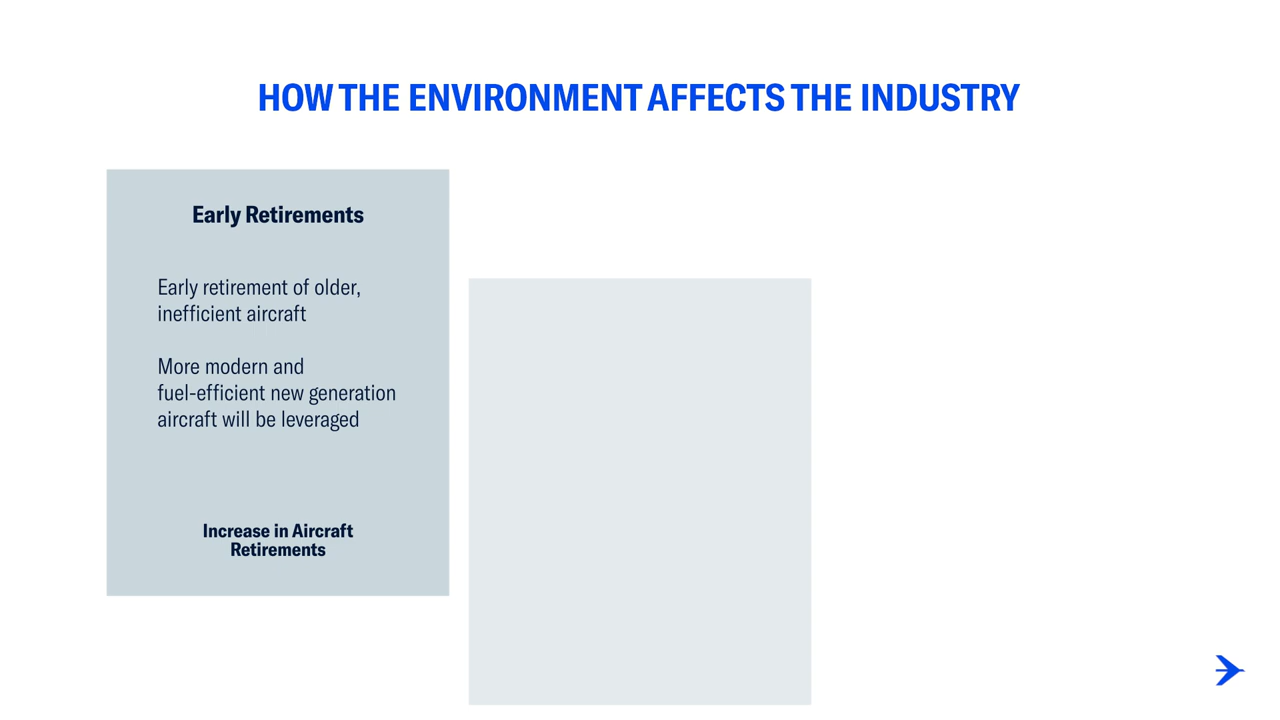 HOW THE ENVIRONMENT AFFECTS THE INDUSTRY
Early Retirements
Early retirement of older,
inefficient aircraft
More modern and
fuel-efficient new generation
aircraft will be leveraged
Increase in Aircraft
Retirements